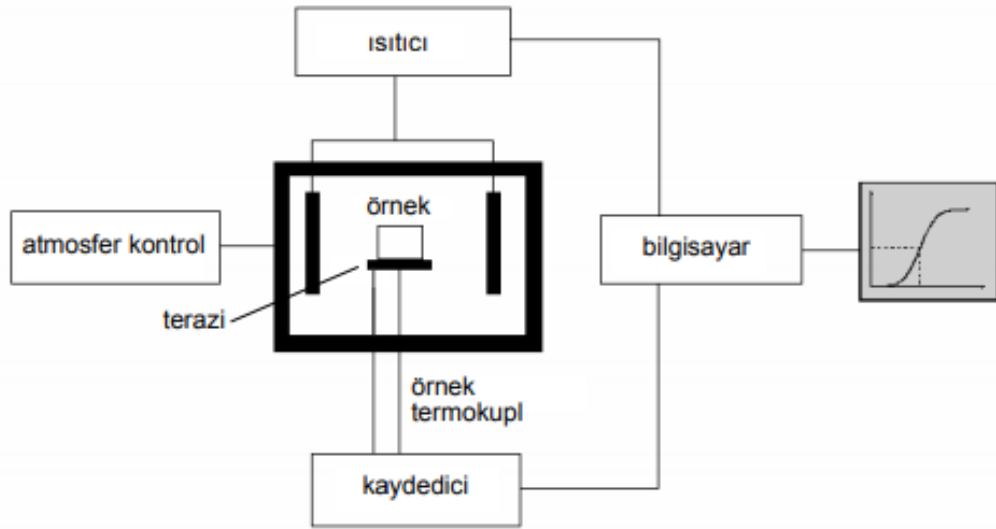 ısıtıcı
örnek
atmosfer kontrol
bilgisayar
terazi
örnek
termokupl
kaydedici